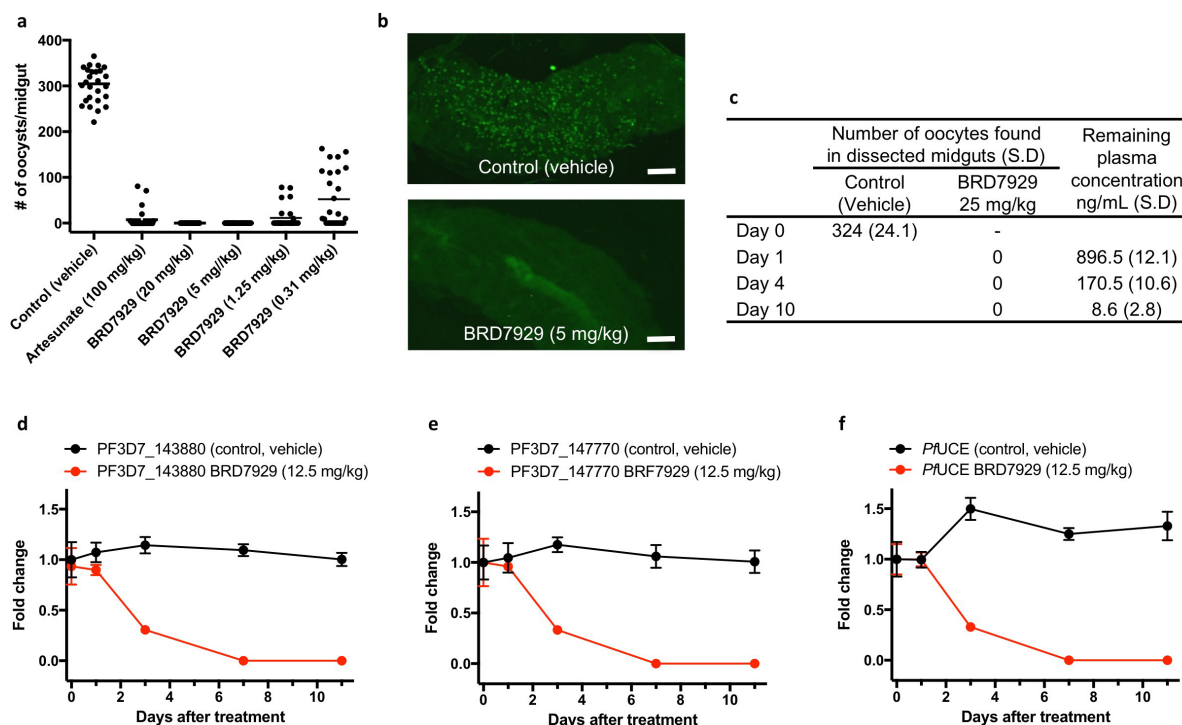 a
400
300
200
100
0
# of oocysts/midgut
Control (vehicle)
Artesunate (100 mg/kg)
BRD7929 (20 mg/kg)
BRD7929 (5 mg//kg)
BRD7929 (1.25 mg/kg)
BRD7929 (0.31 mg/kg)
b
Control (vehicle)
BRD7929 (5 mg/kg)
c
Number of oocytes found
in dissected midguts (S.D)
Remaining
plasma
concentration
ng/mL (S.D)
Control
(Vehicle)
BRD7929
25 mg/kg
Day 0 324 (24.1) -
Day 1 0 896.5 (12.1)
Day 4 0 170.5 (10.6)
Day 10 0 8.6 (2.8)
d
PF3D7_143880 (control, vehicle)
PF3D7_143880 BRD7929 (12.5 mg/kg)
1.5
1.0
0.5
0.0
Fold change
0 2 4 6 8 10
Days after treatment
e
PF3D7_147770 (control, vehicle)
PF3D7_147770 BRF7929 (12.5 mg/kg)
1.5
1.0
0.5
0.0
Fold change
0 2 4 6 8 10
Days after treatment
f
PfUCE (control, vehicle)
PfUCE BRD7929 (12.5 mg/kg)
1.5
1.0
0.5
0.0
Fold change
0 2 4 6 8 10
Days after treatment